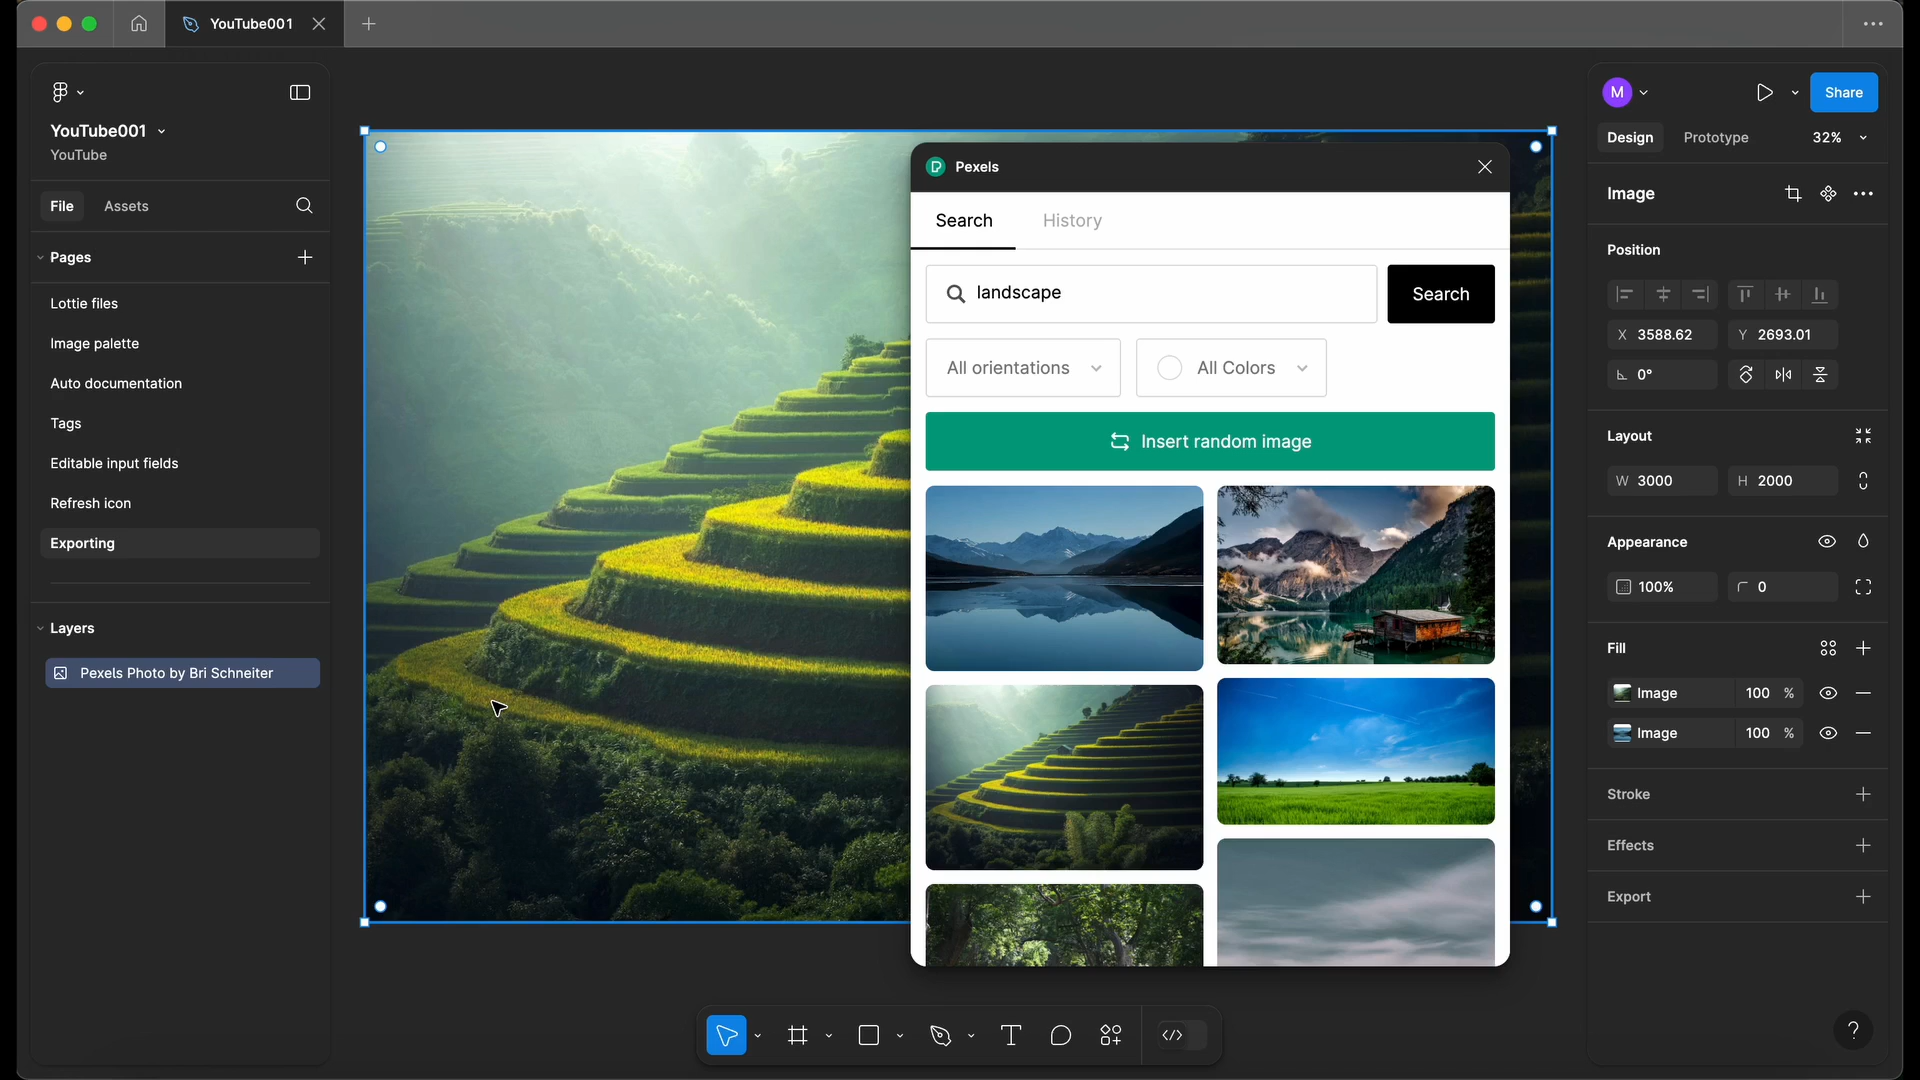 YouTube001
YouTube001
YouTube
File
Assets
Pages
Lottie files
Image palette
Auto documentation
Tags
Editable input fields
Refresh icon
Exporting
Layers
Pexels Photo by Bri Schneiter
Pexels
Search
History
landscape
Search
All orientations
All Colors
Insert random image
M
Share
Design
Prototype
32%
Image
Position
X 3588.62
Y 2693.01
0°
Layout
W 3000
H 2000
Appearance
100%
0
Fill
Image 100 %
Image 100 %
Stroke
Effects
Export
?